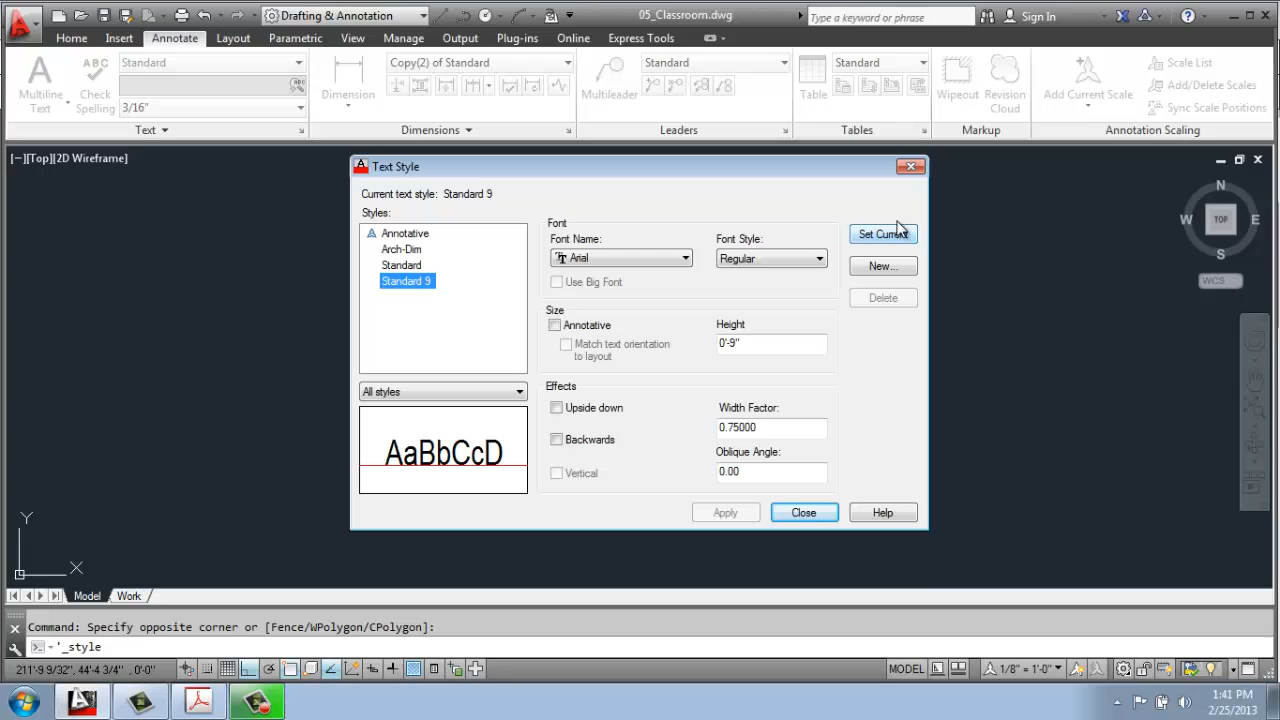 Drafting & Annotation
05_Classroom.dwg
Type a keyword or phrase
Sign In
Home Insert Annotate Layout Parametric View Manage Output Plug-ins Online Express Tools
Standard
Copy(2) of Standard
Standard
Standard
Scale List
ABC
Add/Delete Scales
Multiline Text
Check Spelling
3/16"
Dimension
Multileader
Table
Wipeout
Revision Cloud
Add Current Scale
Sync Scale Positions
Text
Dimensions
Leaders
Tables
Markup
Annotation Scaling
[−][Top][2D Wireframe]
N
W
TOP
E
S
WCS
Text Style
Current text style: Standard 9
Styles:
Annotative
Arch-Dim
Standard
Standard 9
All styles
AaBbCcD
Font
Font Name:
Arial
Font Style:
Regular
Use Big Font
Size
Annotative
Match text orientation
to layout
Height
0'-9"
Effects
Upside down
Backwards
Vertical
Width Factor:
0.75000
Oblique Angle:
0.00
Set Current
New...
Delete
Apply
Close
Help
Y
X
Model Work
Command: Specify opposite corner or [Fence/WPolygon/CPolygon]:
'_style
211'-9 9/32", 44'-4 3/4" , 0'-0"
MODEL
1/8" = 1'-0"
1:41 PM
2/25/2013